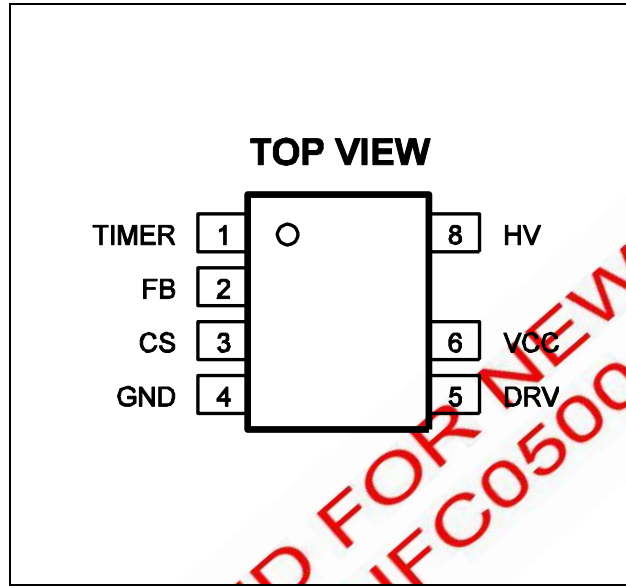 TOP VIEW
TIMER 1 8 HV
FB 2
CS 3 6 VCC
GND 4 5 DRV
FOR NEW